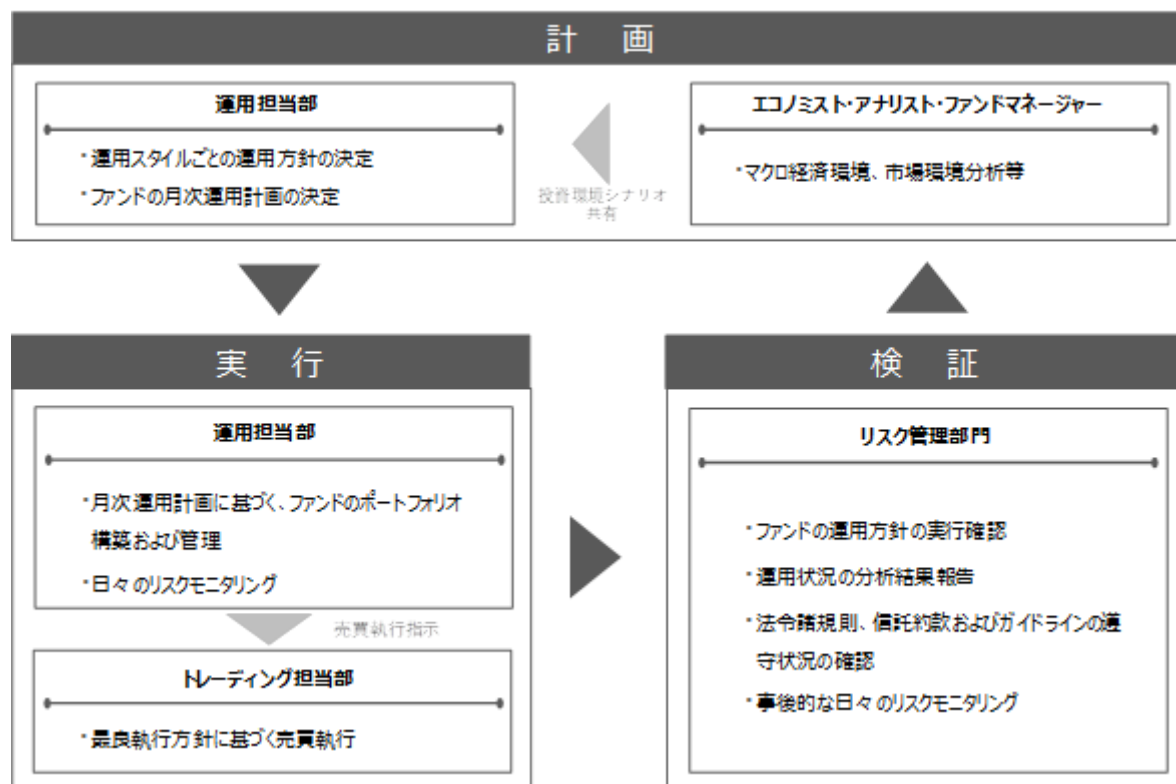 計 画
運用担当部
・運用スタイルごとの運用方針の決定
・ファンドの月次運用計画の決定
投資環境シナリオ
共有
エコノミスト・アナリスト・ファンドマネージャー
・マクロ経済環境、市場環境分析等
実 行
運用担当部
・月次運用計画に基づく、ファンドのポートフォリオ
構築および管理
・日々のリスクモニタリング
売買執行指示
トレーディング担当部
・最良執行方針に基づく売買執行
検 証
リスク管理部門
・ファンドの運用方針の実行確認
・運用状況の分析結果報告
・法令諸規則、信託約款およびガイドラインの遵
守状況の確認
・事後的な日々のリスクモニタリング